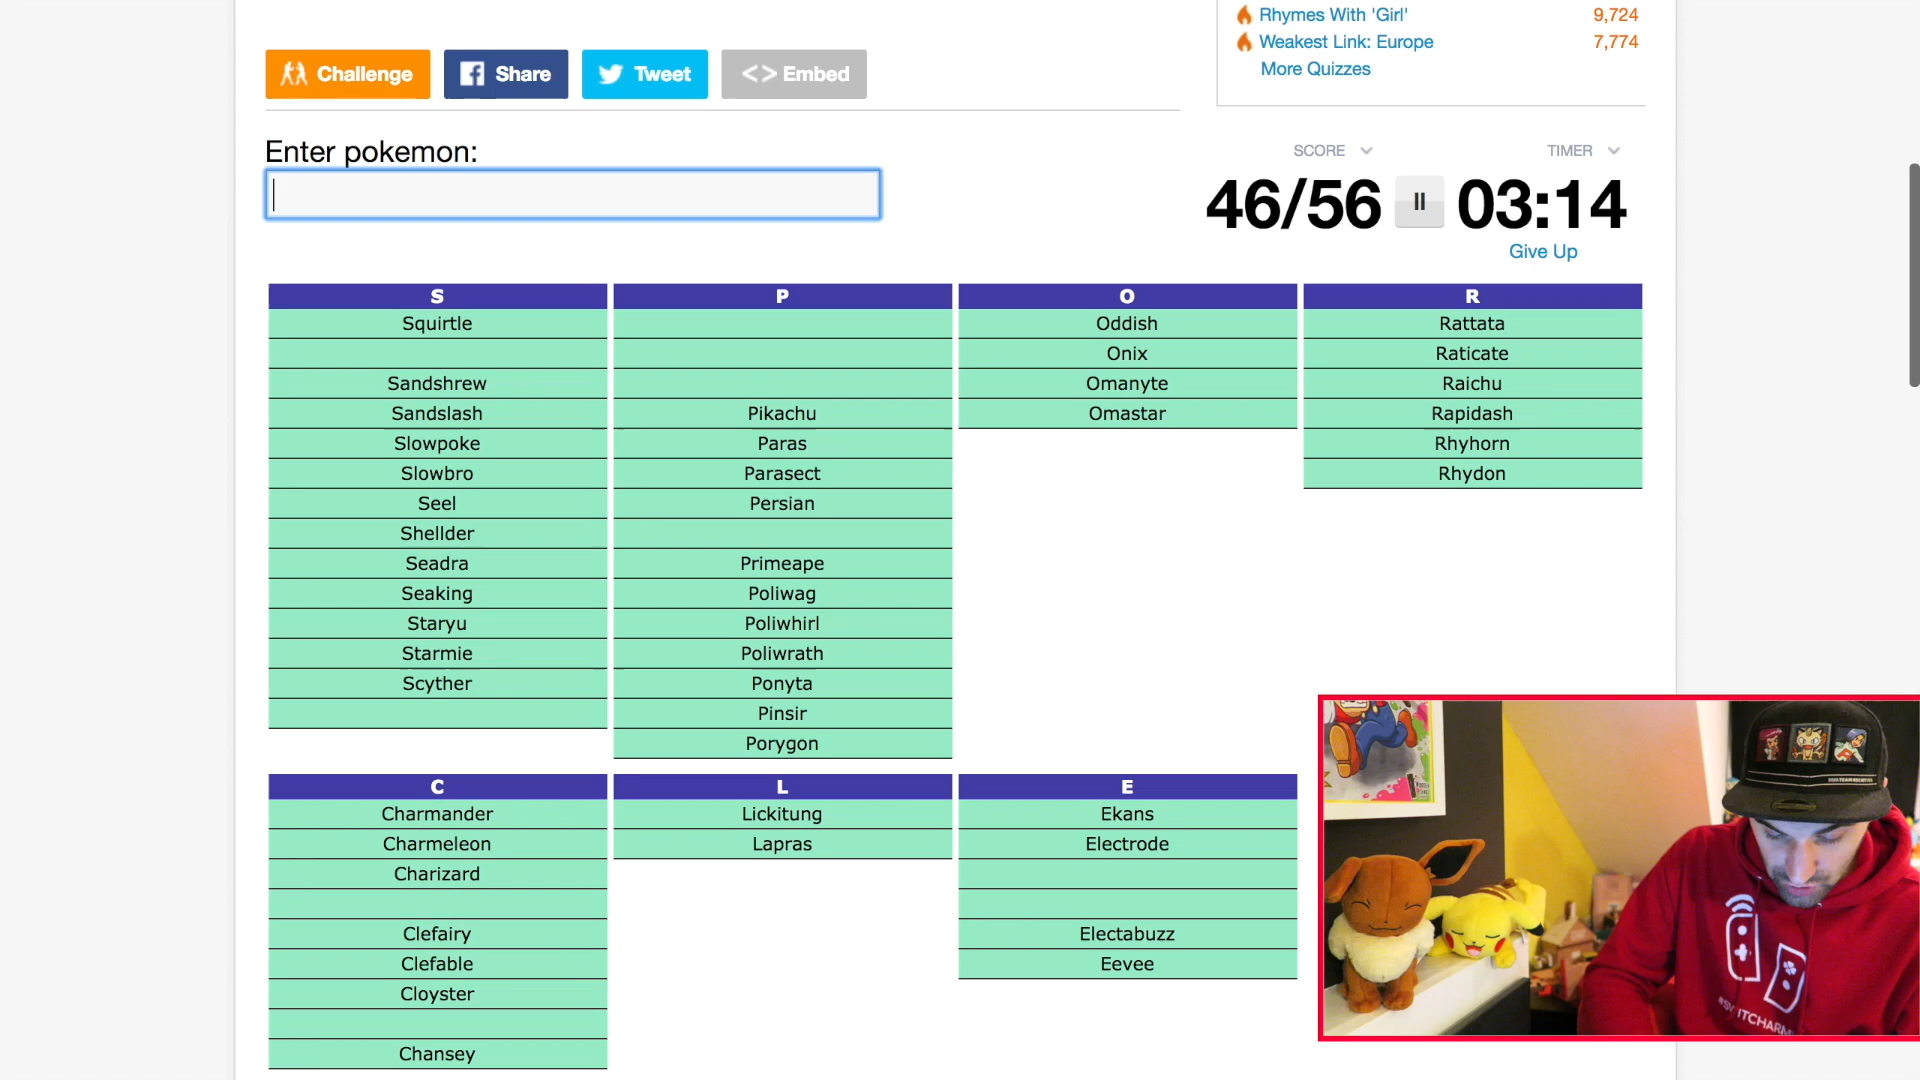 Rhymes With 'Girl' 9,724
Weakest Link: Europe 7,774
More Quizzes
Challenge Share Tweet <> Embed
Enter pokemon:
SCORE TIMER
46/56 03:14
Give Up
S P O R
Squirtle Oddish Rattata
Onix Raticate
Sandshrew Omanyte Raichu
Sandslash Pikachu Omastar Rapidash
Slowpoke Paras Rhyhorn
Slowbro Parasect Rhydon
Seel Persian
Shellder
Seadra Primeape
Seaking Poliwag
Staryu Poliwhirl
Starmie Poliwrath
Scyther Ponyta
Pinsir
Porygon
C L E
Charmander Lickitung Ekans
Charmeleon Lapras Electrode
Charizard
Clefairy Electabuzz
Clefable Eevee
Cloyster
Chansey